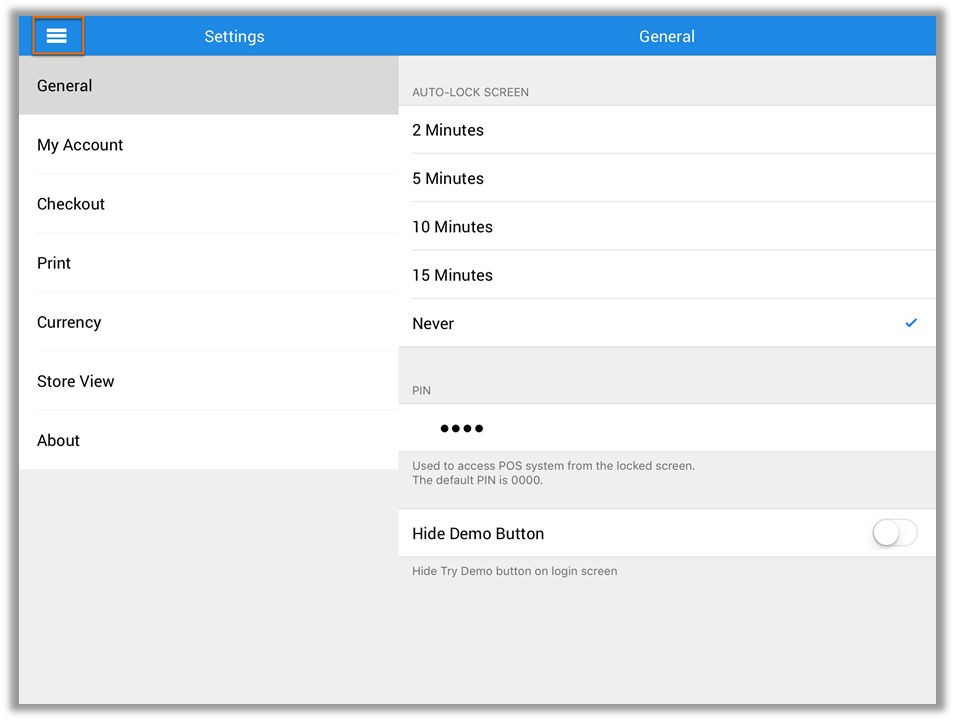 Settings
General
General
My Account
Checkout
Print
Currency
Store View
About
AUTO-LOCK SCREEN
2 Minutes
5 Minutes
10 Minutes
15 Minutes
Never
PIN
••••
Used to access POS system from the locked screen.
The default PIN is 0000.
Hide Demo Button
Hide Try Demo button on login screen